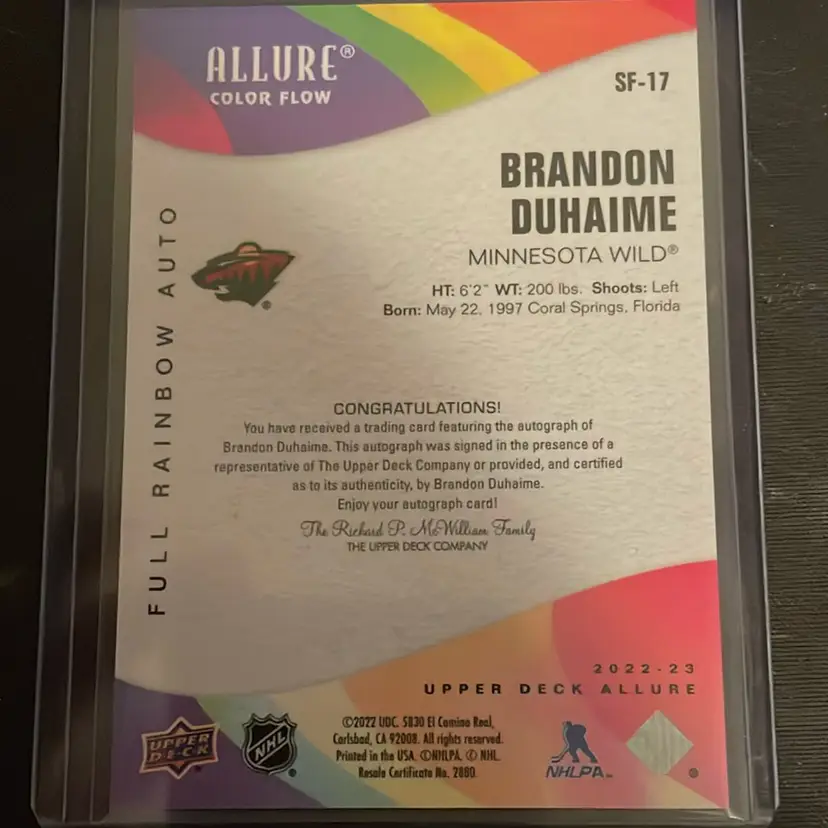 ALLURE®
COLOR FLOW
SF-17
BRANDON
DUHAIME
MINNESOTA WILD®
HT: 6'2" WT: 200 lbs. Shoots: Left
Born: May 22, 1997 Coral Springs, Florida
FULL RAINBOW AUTO
CONGRATULATIONS!
You have received a trading card featuring the autograph of
Brandon Duhaime. This autograph was signed in the presence of a
representative of The Upper Deck Company or provided, and certified
as to its authenticity, by Brandon Duhaime.
Enjoy your autograph card!
The Richard P. McWilliam Family
THE UPPER DECK COMPANY
2022-23
UPPER DECK ALLURE
UPPER
DECK
NHL
©2022 UDC. 5830 El Camino Real,
Carlsbad, CA 92008. All rights reserved.
Printed in the USA. ©NHLPA. © NHL.
Resale Certificate No. 2880.
NHLPA™